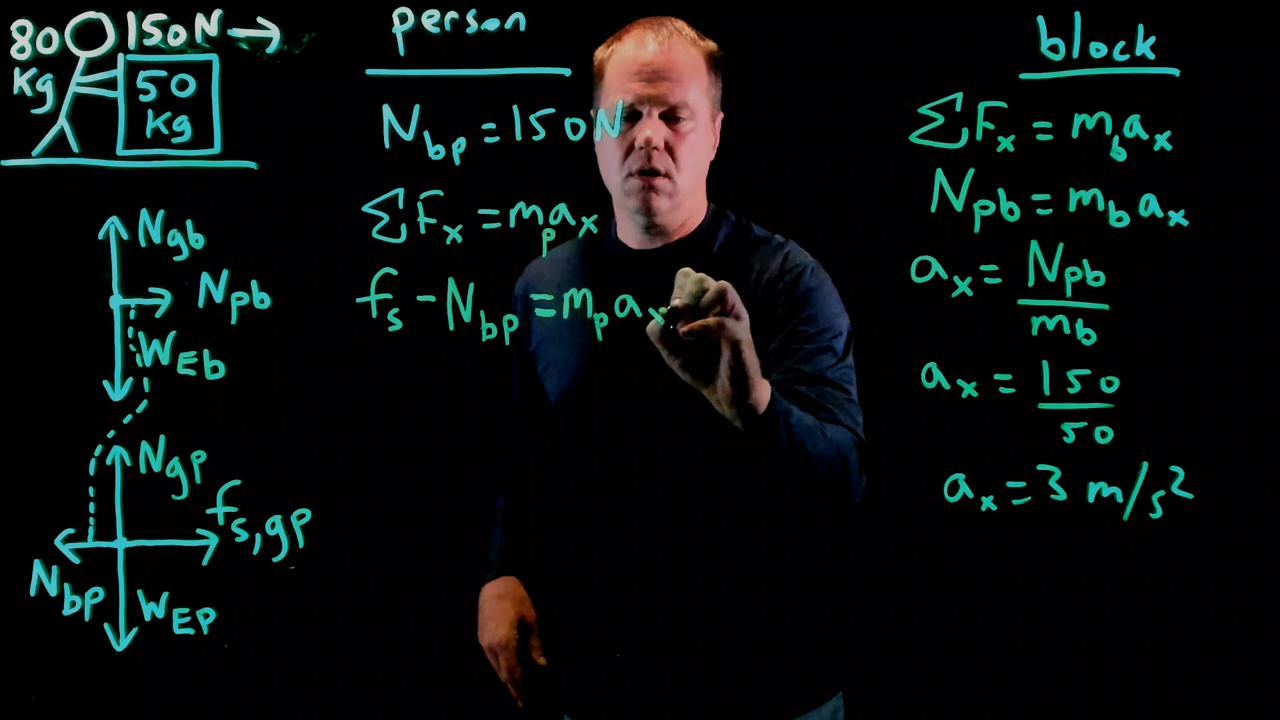 80 150N →
Kg 50
Kg
N_gb
N_pb
W_Eb
N_gp
f_s,gp
N_bp W_Ep
person
N_bp = 150N
ΣF_x = m_p a_x
f_s - N_bp = m_p a_x
block
ΣF_x = m_b a_x
N_pb = m_b a_x
a_x = N_pb / m_b
a_x = 150 / 50
a_x = 3 m/s²